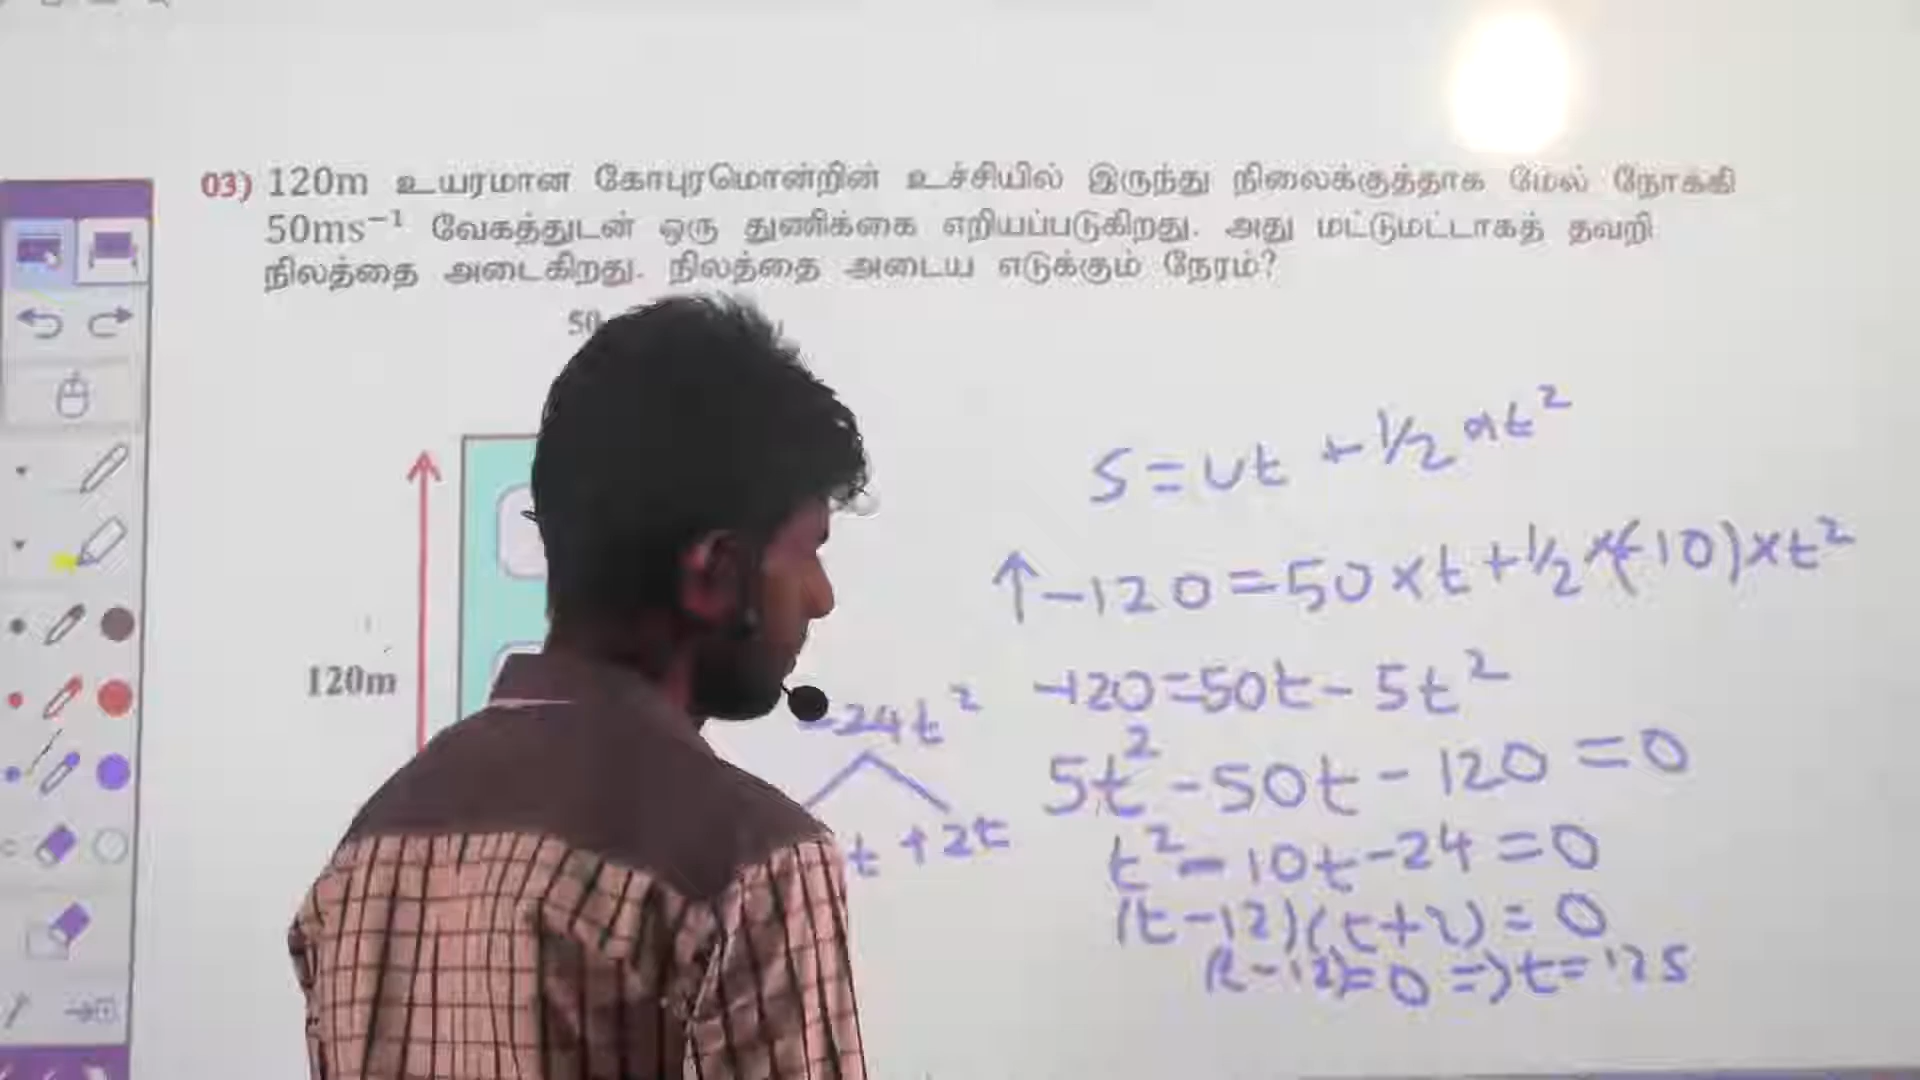 03) 120m உயரமான கோபுரமொன்றின் உச்சியில் இருந்து நிலைக்குத்தாக மேல் நோக்கி
50ms⁻¹ வேகத்துடன் ஒரு துணிக்கை எறியப்படுகிறது. அது மட்டுமட்டாகத் தவறி
நிலத்தை அடைகிறது. நிலத்தை அடைய எடுக்கும் நேரம்?
50
120m
S = ut + 1/2 at²
↑ -120 = 50 × t + 1/2 × (-10) × t²
-120 = 50t - 5t²
5t² - 50t - 120 = 0
t² - 10t - 24 = 0
(t - 12)(t + 2) = 0
(t - 12) = 0 => t = 12s
-24t²
t + 2t